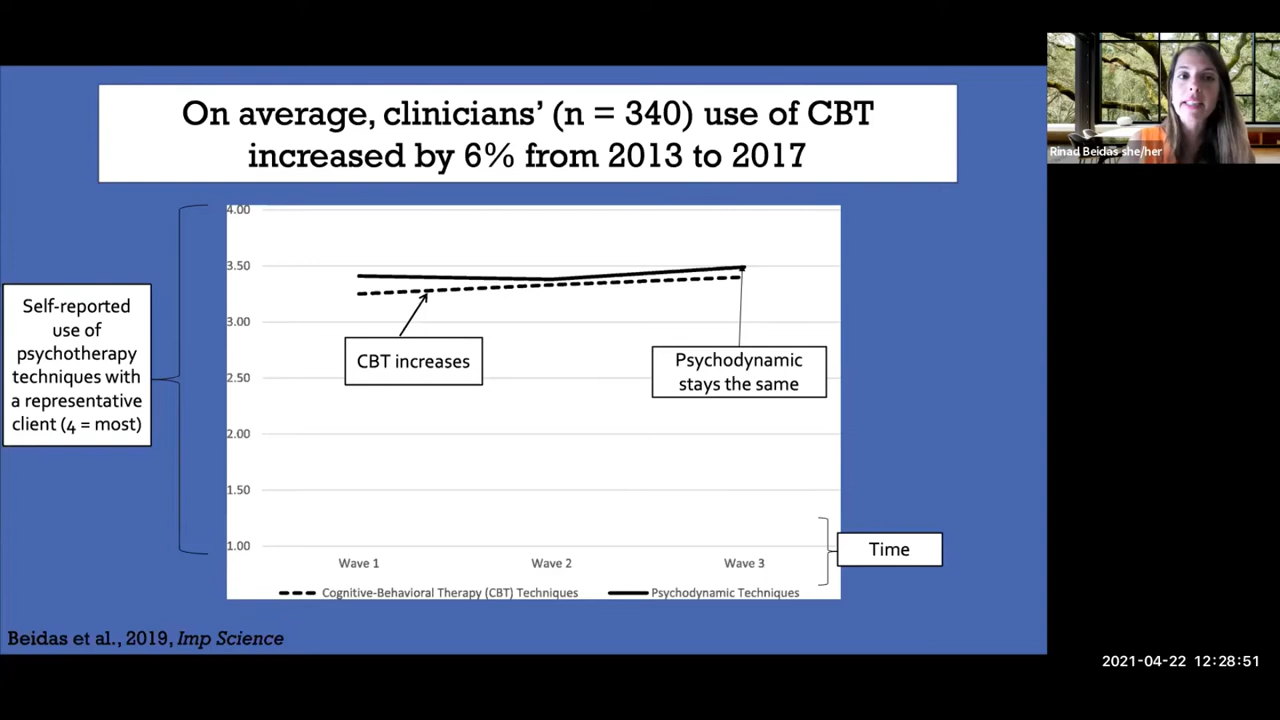 On average, clinicians’ (n = 340) use of CBT
increased by 6% from 2013 to 2017
Rinad Beidas she/her
4.00
3.50
3.00
2.50
2.00
1.50
1.00
Self-reported
use of
psychotherapy
techniques with
a representative
client (4 = most)
CBT increases
Psychodynamic
stays the same
Time
Wave 1
Wave 2
Wave 3
Cognitive-Behavioral Therapy (CBT) Techniques
Psychodynamic Techniques
Beidas et al., 2019, Imp Science
2021-04-22 12:28:51